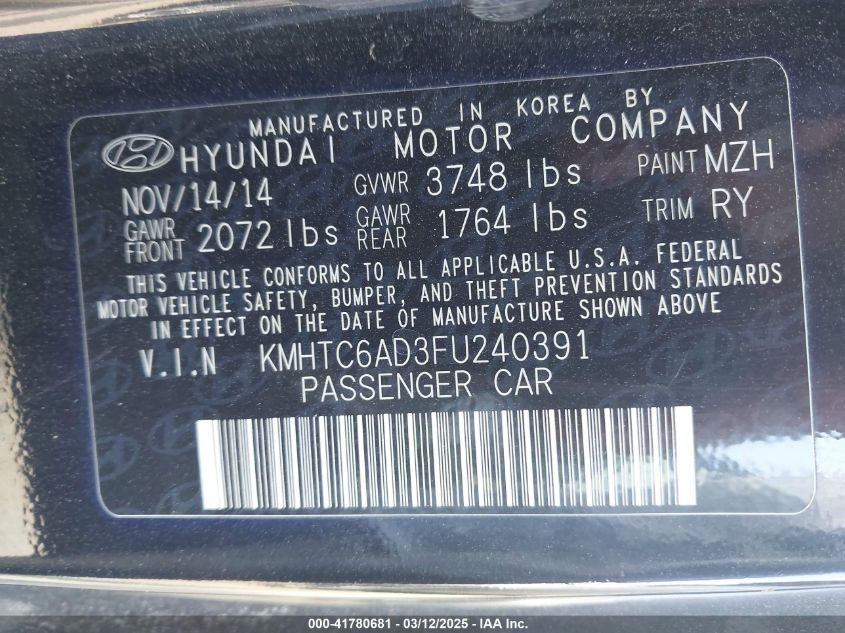 MANUFACTURED IN KOREA BY
HYUNDAI MOTOR COMPANY
NOV/14/14 GVWR 3748 lbs PAINT MZH
GAWR FRONT 2072 lbs GAWR REAR 1764 lbs TRIM RY
THIS VEHICLE CONFORMS TO ALL APPLICABLE U.S.A. FEDERAL
MOTOR VEHICLE SAFETY, BUMPER, AND THEFT PREVENTION STANDARDS
IN EFFECT ON THE DATE OF MANUFACTURE SHOWN ABOVE
V.I.N KMHTC6AD3FU240391
PASSENGER CAR
000-41780681 - 03/12/2025 - IAA Inc.